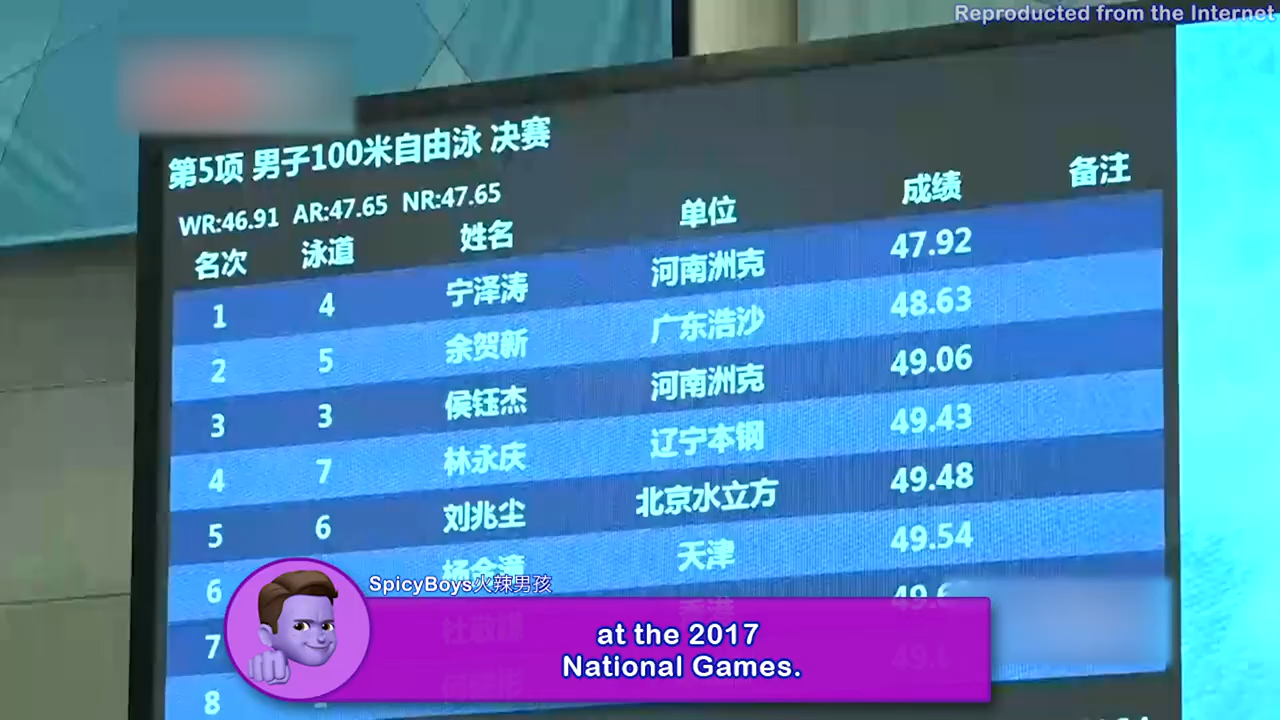 Reproducted from the Internet
第5项 男子100米自由泳 决赛
WR:46.91 AR:47.65 NR:47.65
名次 泳道 姓名 单位 成绩 备注
1 4 宁泽涛 河南洲克 47.92
2 5 余贺新 广东浩沙 48.63
3 3 侯钰杰 河南洲克 49.06
4 7 林永庆 辽宁本钢 49.43
5 6 刘兆尘 北京水立方 49.48
6 天津 49.54
7
8
SpicyBoys火辣男孩
at the 2017
National Games.